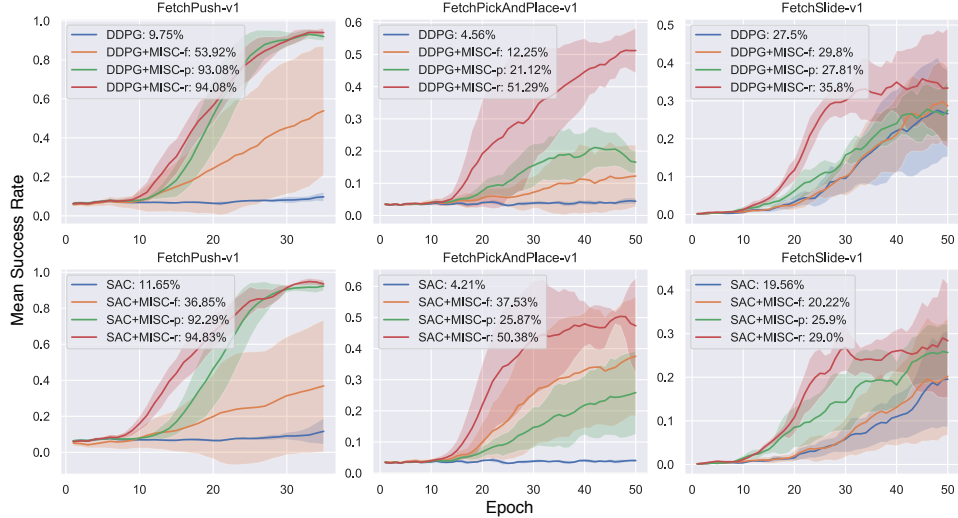 FetchPush-v1
FetchPickAndPlace-v1
FetchSlide-v1
Mean Success Rate
1.0
0.8
0.6
0.4
0.2
0.0
DDPG: 9.75%
DDPG+MISC-f: 53.92%
DDPG+MISC-p: 93.08%
DDPG+MISC-r: 94.08%
0 10 20 30
0.6
0.5
0.4
0.3
0.2
0.1
0.0
DDPG: 4.56%
DDPG+MISC-f: 12.25%
DDPG+MISC-p: 21.12%
DDPG+MISC-r: 51.29%
0 10 20 30 40 50
0.5
0.4
0.3
0.2
0.1
0.0
DDPG: 27.5%
DDPG+MISC-f: 29.8%
DDPG+MISC-p: 27.81%
DDPG+MISC-r: 35.8%
0 10 20 30 40 50
FetchPush-v1
FetchPickAndPlace-v1
FetchSlide-v1
1.0
0.8
0.6
0.4
0.2
0.0
SAC: 11.65%
SAC+MISC-f: 36.85%
SAC+MISC-p: 92.29%
SAC+MISC-r: 94.83%
0 10 20 30
0.6
0.5
0.4
0.3
0.2
0.1
0.0
SAC: 4.21%
SAC+MISC-f: 37.53%
SAC+MISC-p: 25.87%
SAC+MISC-r: 50.38%
0 10 20 30 40 50
0.4
0.3
0.2
0.1
0.0
SAC: 19.56%
SAC+MISC-f: 20.22%
SAC+MISC-p: 25.9%
SAC+MISC-r: 29.0%
0 10 20 30 40 50
Epoch